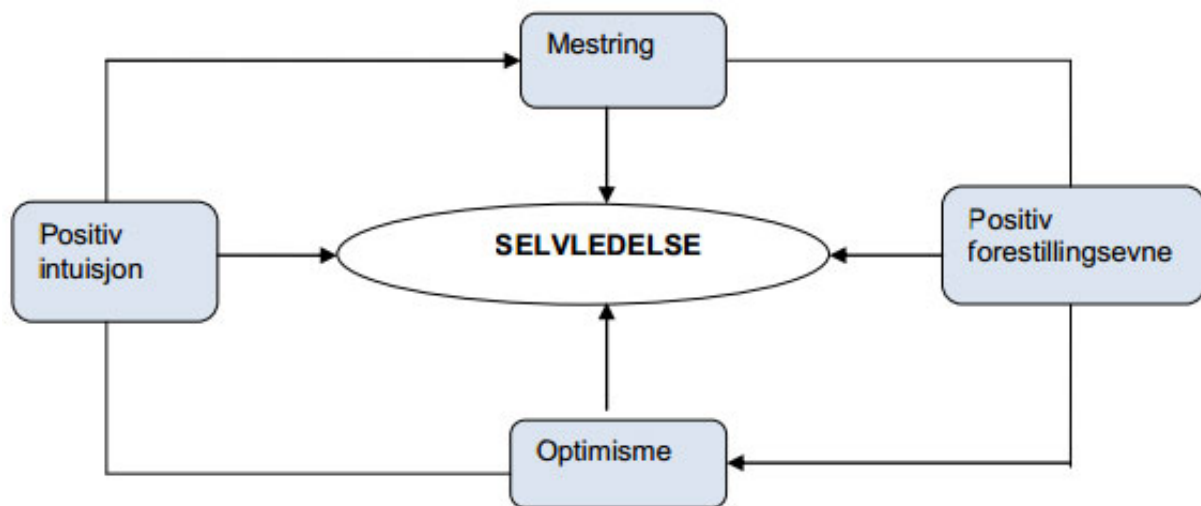 Mestring
Positiv
intuisjon
SELVLEDELSE
Positiv
forestillingsevne
Optimisme